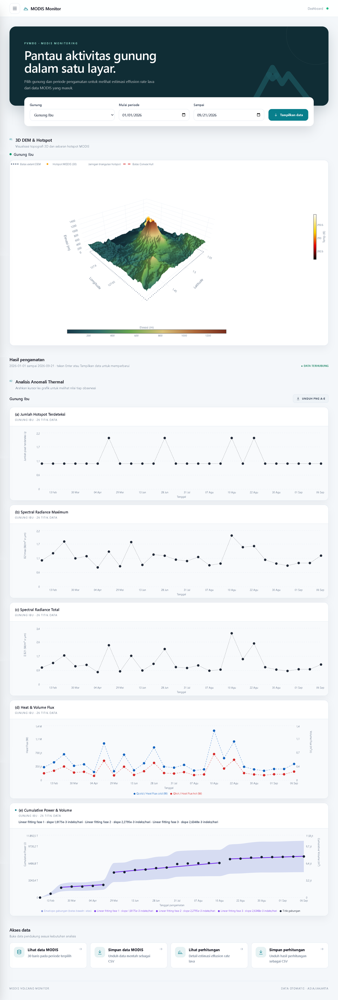 MODIS Monitor
Dashboard
PVMBG - MODIS MONITORING
Pantau aktivitas gunung
dalam satu layar.
Pilih gunung dan periode pengamatan untuk melihat estimasi effusion rate lava
dari data MODIS yang masuk.
Gunung Mulai periode Sampai
Gunung Ibu 01/01/2026 09/21/2026 Tampilkan data
01 3D DEM & Hotspot
Visualisasi topografi 3D dan sebaran hotspot MODIS
Gunung Ibu
Batas extent DEM Hotspot MODIS (30) Jaringan triangulasi hotspot Batas Convex Hull
1400
1200
1000
800
600
400
200
0
Elevasi (m)
127.6
127.65
Longitude
1.55
1.5
1.45
Latitude
293.5
293
292.5
Temp (K)
Elevasi (m)
200 400 600 800 1000 1200
Hasil pengamatan
2026-01-01 sampai 2026-09-21 · tekan Enter atau Tampilkan data untuk memperbarui
DATA TERHUBUNG
02 Analisis Anomali Thermal
Arahkan kursor ke grafik untuk melihat nilai tiap observasi
Gunung Ibu
UNDUH PNG A-E
(a) Jumlah Hotspot Terdeteksi
GUNUNG IBU · 26 TITIK DATA
Jumlah pixel terdeteksi
2,2
1,7
1,1
0,6
0
13 Feb 30 Mar 04 Apr 29 Mei 13 Jun 28 Jun 31 Jul 07 Agu 10 Agu 22 Agu 30 Agu 01 Sep 06 Sep
Tanggal
(b) Spectral Radiance Maximum
GUNUNG IBU · 26 TITIK DATA
B21max (W/m² sr µm)
2,2
1,7
1,1
0,6
0
13 Feb 30 Mar 04 Apr 29 Mei 13 Jun 28 Jun 31 Jul 07 Agu 10 Agu 22 Agu 30 Agu 01 Sep 06 Sep
Tanggal
(c) Spectral Radiance Total
GUNUNG IBU · 26 TITIK DATA
Σ B21 (W/m² sr µm)
3,4
2,6
1,7
0,9
0
13 Feb 30 Mar 04 Apr 29 Mei 13 Jun 28 Jun 31 Jul 07 Agu 10 Agu 22 Agu 30 Agu 01 Sep 06 Sep
Tanggal
(d) Heat & Volume Flux
GUNUNG IBU · 26 TITIK DATA
Heat Flux (W)
1,4 M
1,1 M
700 jt
350 jt
0
1,4
1,1
0,7
0,4
0
Volume Flux (m³/s)
13 Feb 30 Mar 04 Apr 29 Mei 13 Jun 28 Jun 31 Jul 07 Agu 10 Agu 22 Agu 30 Agu 01 Sep 06 Sep
Tanggal
Qcold / Heat Flux cold (W) Qhot / Heat Flux hot (W)
(e) Cumulative Power & Volume
GUNUNG IBU · 26 TITIK DATA
Linear fitting fase 1 · slope 1,8175e-3 indeks/hari · Linear fitting fase 2 · slope 2,2795e-3 indeks/hari · Linear fitting fase 3 · slope 2,6348e-3 indeks/hari
Cumulative Power (J)
11.892,5 T
9730,2 T
6486,8 T
3243,4 T
0
11,8 jt
9,7 jt
6,4 jt
3,2 jt
0
Cumulative Volume (m³)
13 Feb 30 Mar 04 Apr 29 Mei 13 Jun 28 Jun 31 Jul 07 Agu 10 Agu 22 Agu 30 Agu 01 Sep 06 Sep
Tanggal pengamatan
Envelope gabungan (batas bawah–atas) Linear fitting fase 1 · slope 1,8175e-3 indeks/hari Linear fitting fase 2 · slope 2,2795e-3 indeks/hari Linear fitting fase 3 · slope 2,6348e-3 indeks/hari Titik gabungan
Akses data
Buka data pendukung sesuai kebutuhan analisis
Lihat data MODIS
30 baris pada periode terpilih
Simpan data MODIS
Unduh data mentah sebagai
CSV
Lihat perhitungan
Detail estimasi effusion rate
lava
Simpan perhitungan
Unduh hasil perhitungan
sebagai CSV
MODIS VOLCANO MONITOR
DATA OTOMATIS · ASIA/JAKARTA